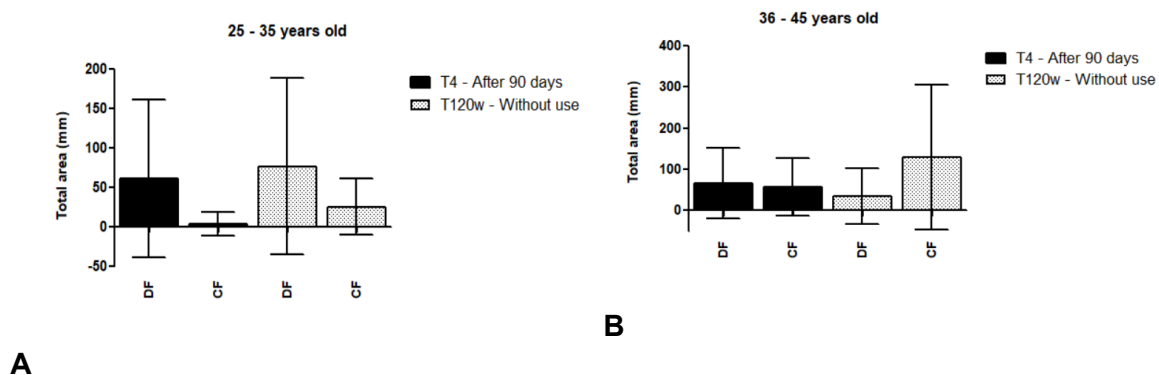 25 - 35 years old
Total area (mm)
200
150
100
50
0
-50
DF
CF
DF
CF
T4 - After 90 days
T120w - Without use
A
36 - 45 years old
Total area (mm)
400
300
200
100
0
DF
CF
DF
CF
T4 - After 90 days
T120w - Without use
B